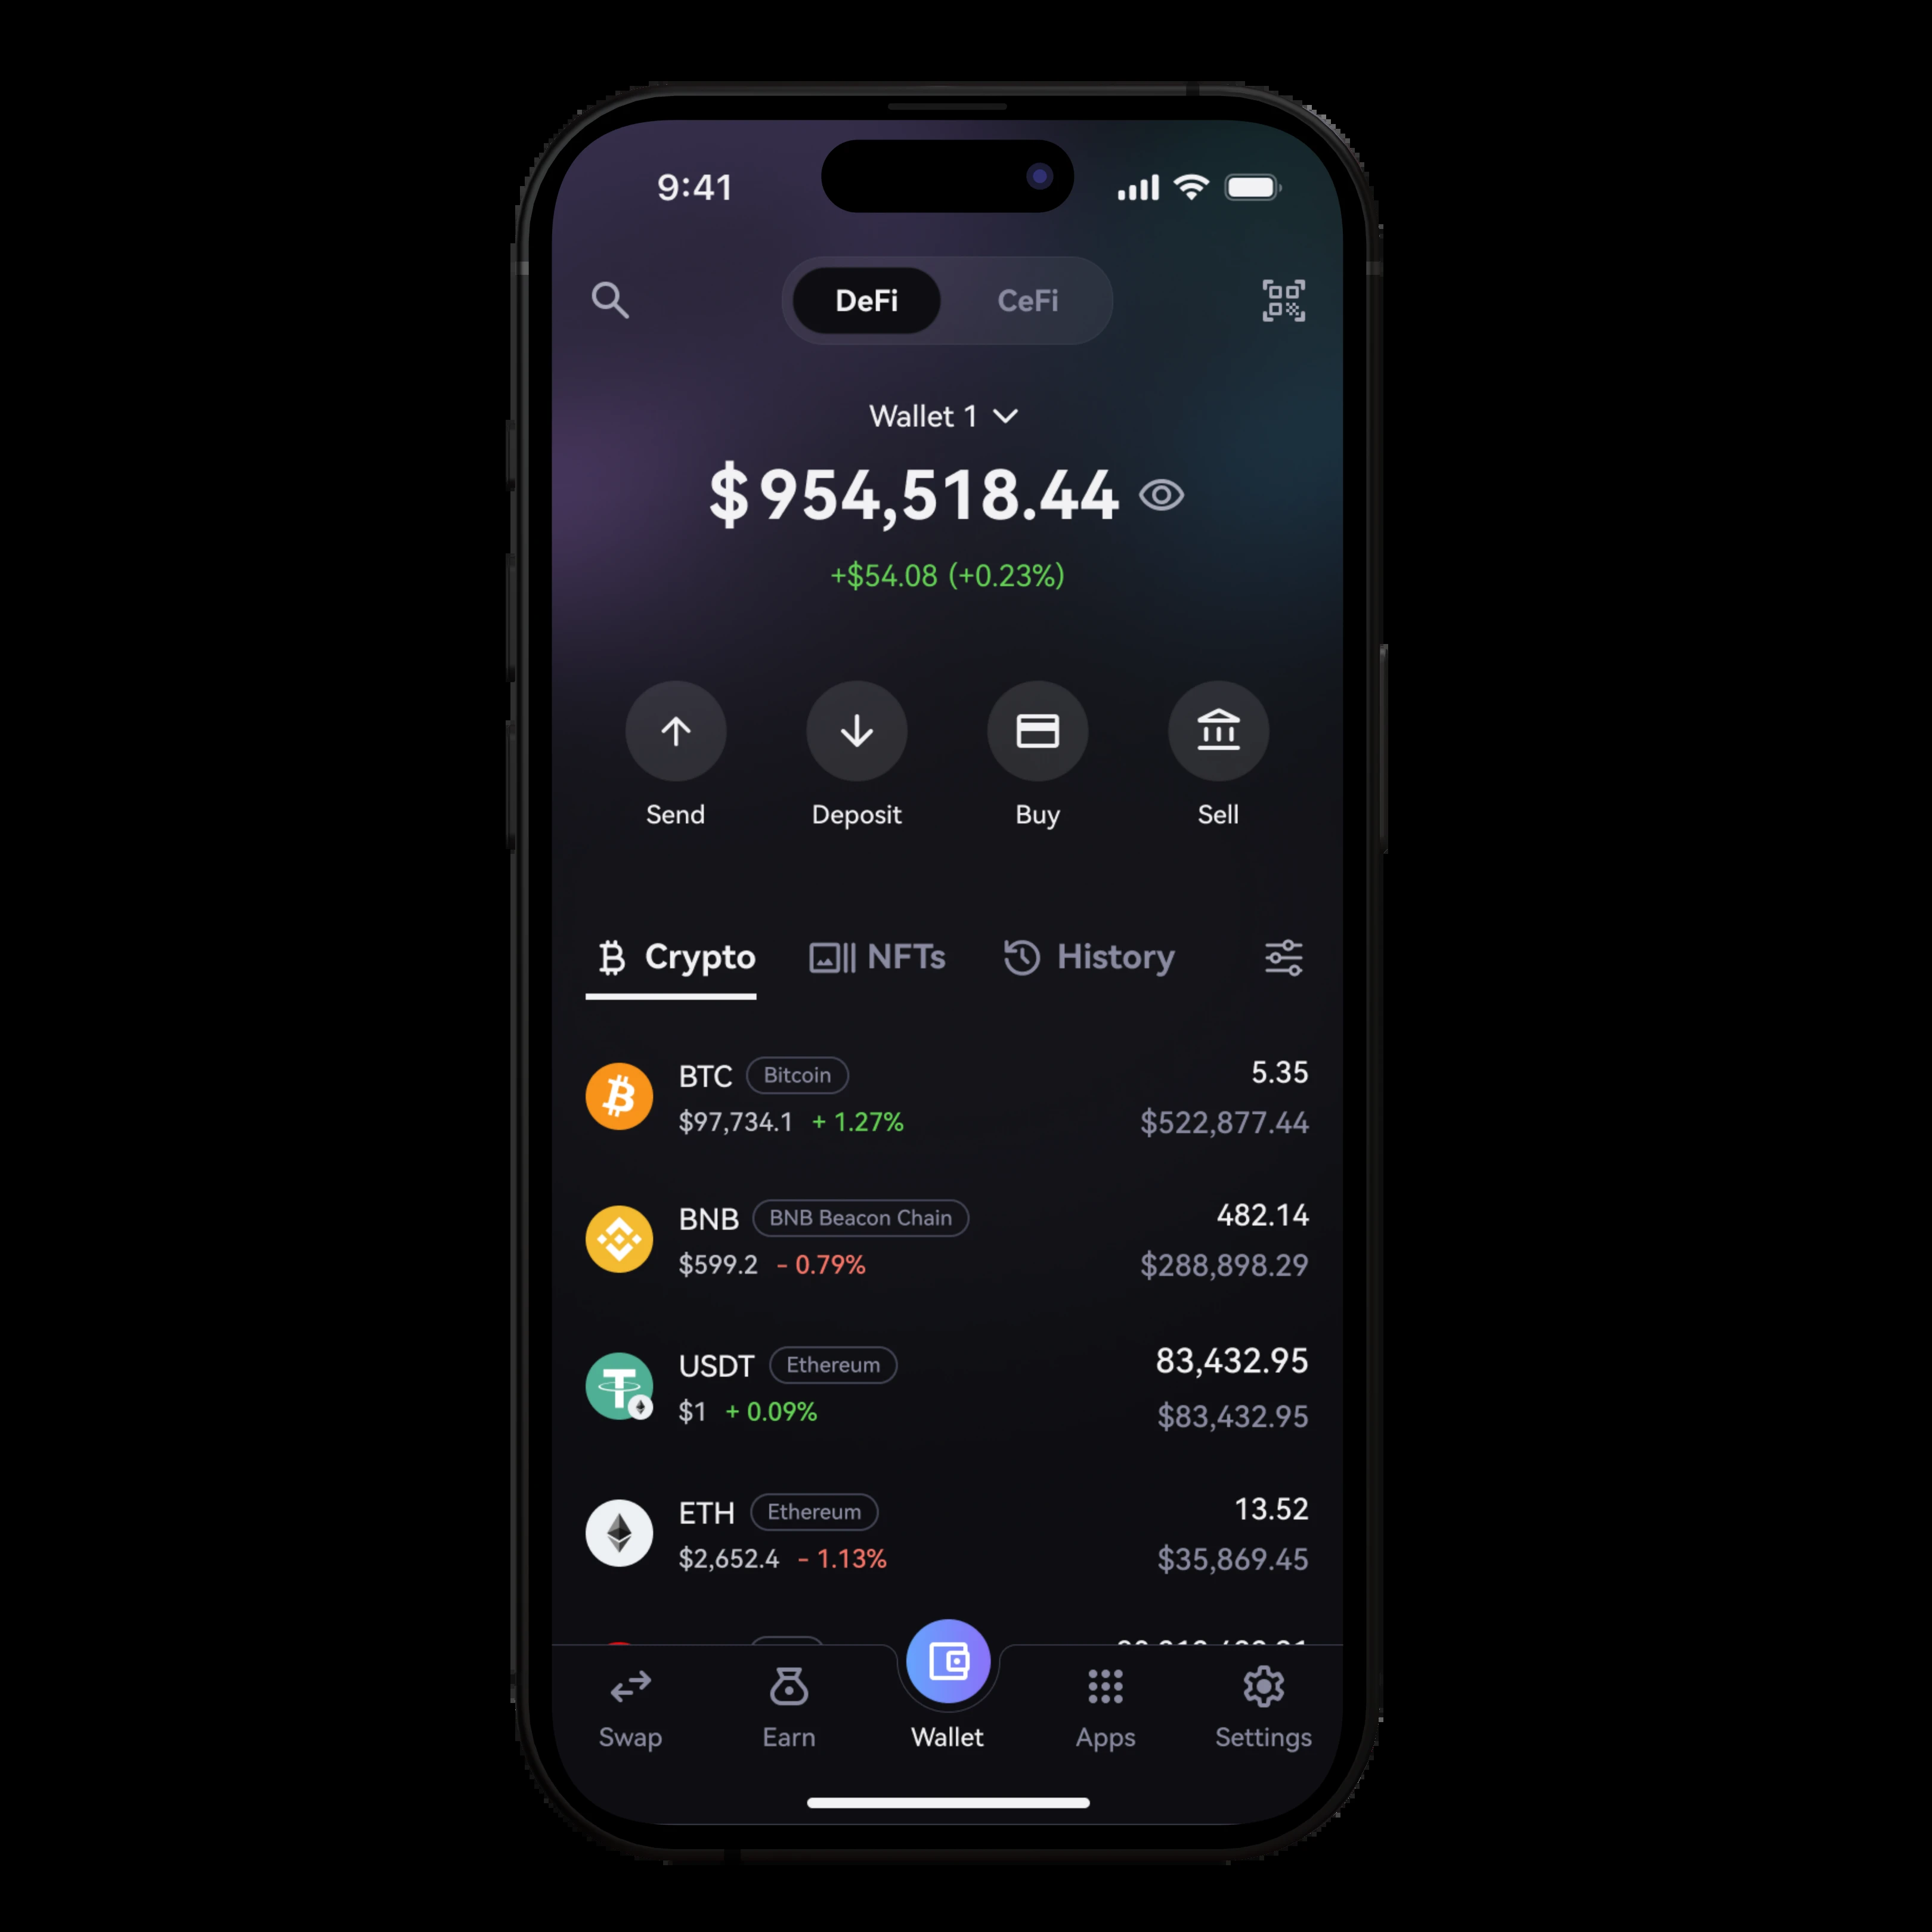 9:41
DeFi CeFi
Wallet 1
$954,518.44
+$54.08 (+0.23%)
Send Deposit Buy Sell
Crypto NFTs History
BTC Bitcoin 5.35
$97,734.1 + 1.27% $522,877.44
BNB BNB Beacon Chain 482.14
$599.2 - 0.79% $288,898.29
USDT Ethereum 83,432.95
$1 + 0.09% $83,432.95
ETH Ethereum 13.52
$2,652.4 - 1.13% $35,869.45
Swap Earn Wallet Apps Settings